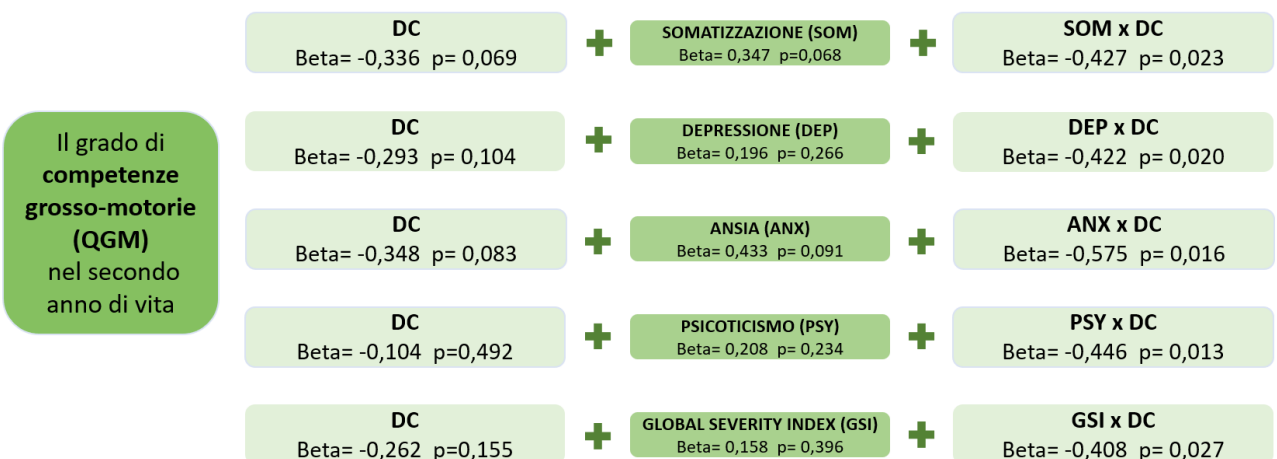 Il grado di
competenze
grosso-motorie
(QGM)
nel secondo
anno di vita
DC
Beta= -0,336 p= 0,069
SOMATIZZAZIONE (SOM)
Beta= 0,347 p=0,068
SOM x DC
Beta= -0,427 p= 0,023
DC
Beta= -0,293 p= 0,104
DEPRESSIONE (DEP)
Beta= 0,196 p= 0,266
DEP x DC
Beta= -0,422 p= 0,020
DC
Beta= -0,348 p= 0,083
ANSIA (ANX)
Beta= 0,433 p= 0,091
ANX x DC
Beta= -0,575 p= 0,016
DC
Beta= -0,104 p=0,492
PSICOTICISMO (PSY)
Beta= 0,208 p= 0,234
PSY x DC
Beta= -0,446 p= 0,013
DC
Beta= -0,262 p=0,155
GLOBAL SEVERITY INDEX (GSI)
Beta= 0,158 p= 0,396
GSI x DC
Beta= -0,408 p= 0,027